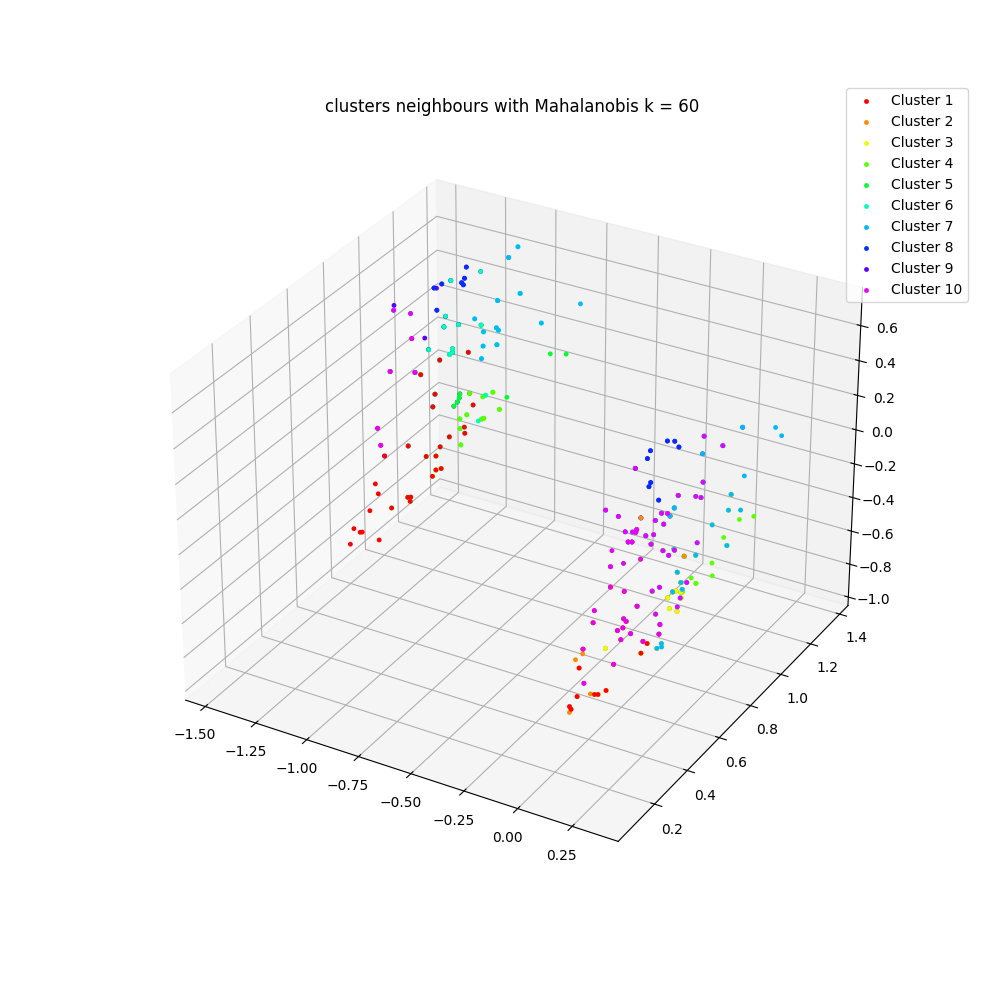 clusters neighbours with Mahalanobis k = 60
Cluster 1
Cluster 2
Cluster 3
Cluster 4
Cluster 5
Cluster 6
Cluster 7
Cluster 8
Cluster 9
Cluster 10
0.6
0.4
0.2
0.0
−0.2
−0.4
−0.6
−0.8
−1.0
1.4
1.2
1.0
0.8
0.6
0.4
0.2
−1.50
−1.25
−1.00
−0.75
−0.50
−0.25
0.00
0.25